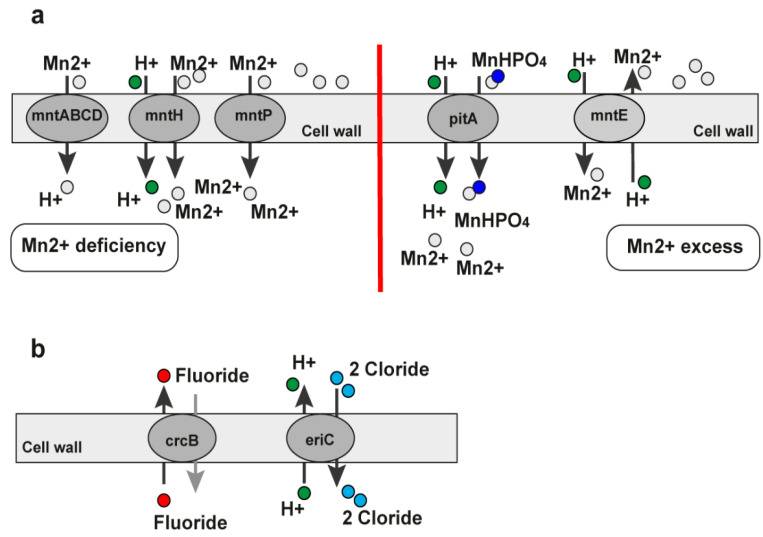 a
Mn2+ H+ Mn2+ Mn2+ H+ MnHPO4 H+ Mn2+
mntABCD mntH mntP Cell wall pitA mntE Cell wall
H+ H+ Mn2+ Mn2+ Mn2+ H+ MnHPO4 Mn2+ H+
Mn2+ deficiency Mn2+ Mn2+ Mn2+ excess
b
Fluoride H+ 2 Cloride
Cell wall crcB eriC
Fluoride H+ 2 Cloride